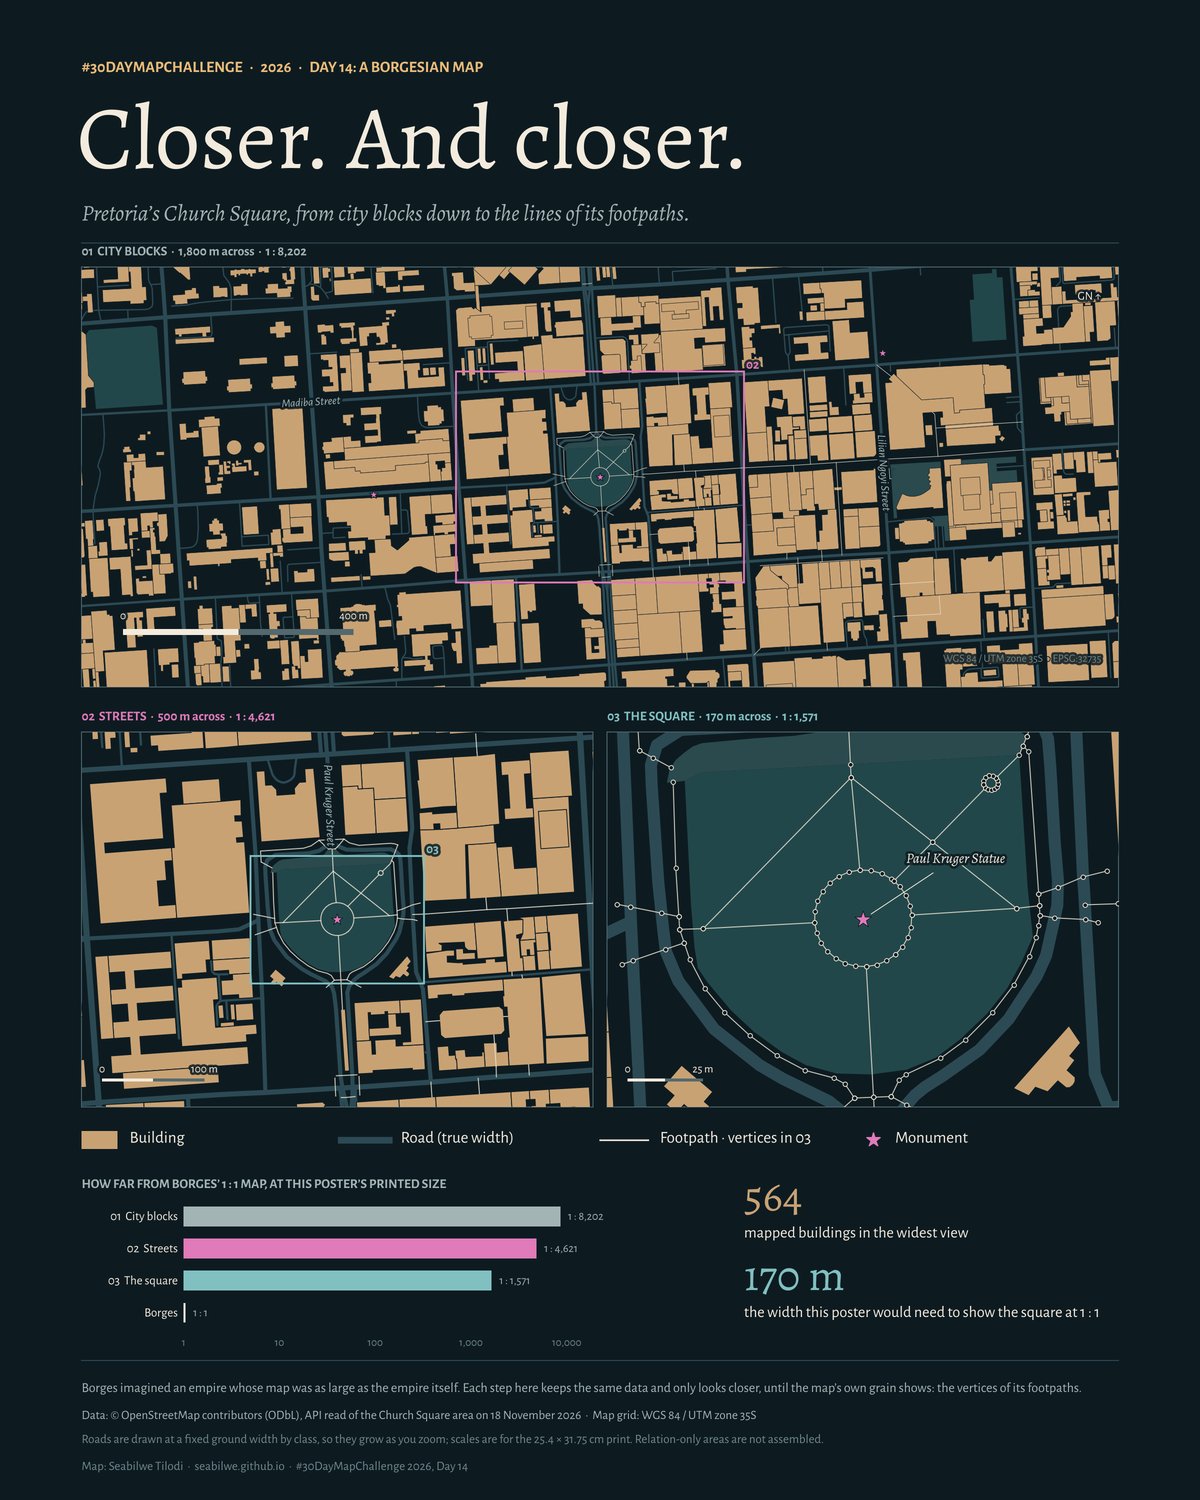 #30DAYMAPCHALLENGE · 2026 · DAY 14: A BORGESIAN MAP
Closer. And closer.
Pretoria's Church Square, from city blocks down to the lines of its footpaths.
01 CITY BLOCKS · 1,800 m across · 1 : 8,202
GN ↑
02
Madiba Street
Lilian Ngoyi Street
0 400 m
WGS 84 / UTM zone 35S · EPSG:32735
02 STREETS · 500 m across · 1 : 4,621
Paul Kruger Street
03
0 100 m
03 THE SQUARE · 170 m across · 1 : 1,571
Paul Kruger Statue
0 25 m
Building
Road (true width)
Footpath · vertices in 03
Monument
HOW FAR FROM BORGES' 1 : 1 MAP, AT THIS POSTER'S PRINTED SIZE
01 City blocks 1 : 8,202
02 Streets 1 : 4,621
03 The square 1 : 1,571
Borges 1 : 1
1 10 100 1,000 10,000
564
mapped buildings in the widest view
170 m
the width this poster would need to show the square at 1 : 1
Borges imagined an empire whose map was as large as the empire itself. Each step here keeps the same data and only looks closer, until the map's own grain shows: the vertices of its footpaths.
Data: © OpenStreetMap contributors (ODbL), API read of the Church Square area on 18 November 2026 · Map grid: WGS 84 / UTM zone 35S
Roads are drawn at a fixed ground width by class, so they grow as you zoom; scales are for the 25.4 × 31.75 cm print. Relation-only areas are not assembled.
Map: Seabilwe Tilodi · seabilwe.github.io · #30DayMapChallenge 2026, Day 14